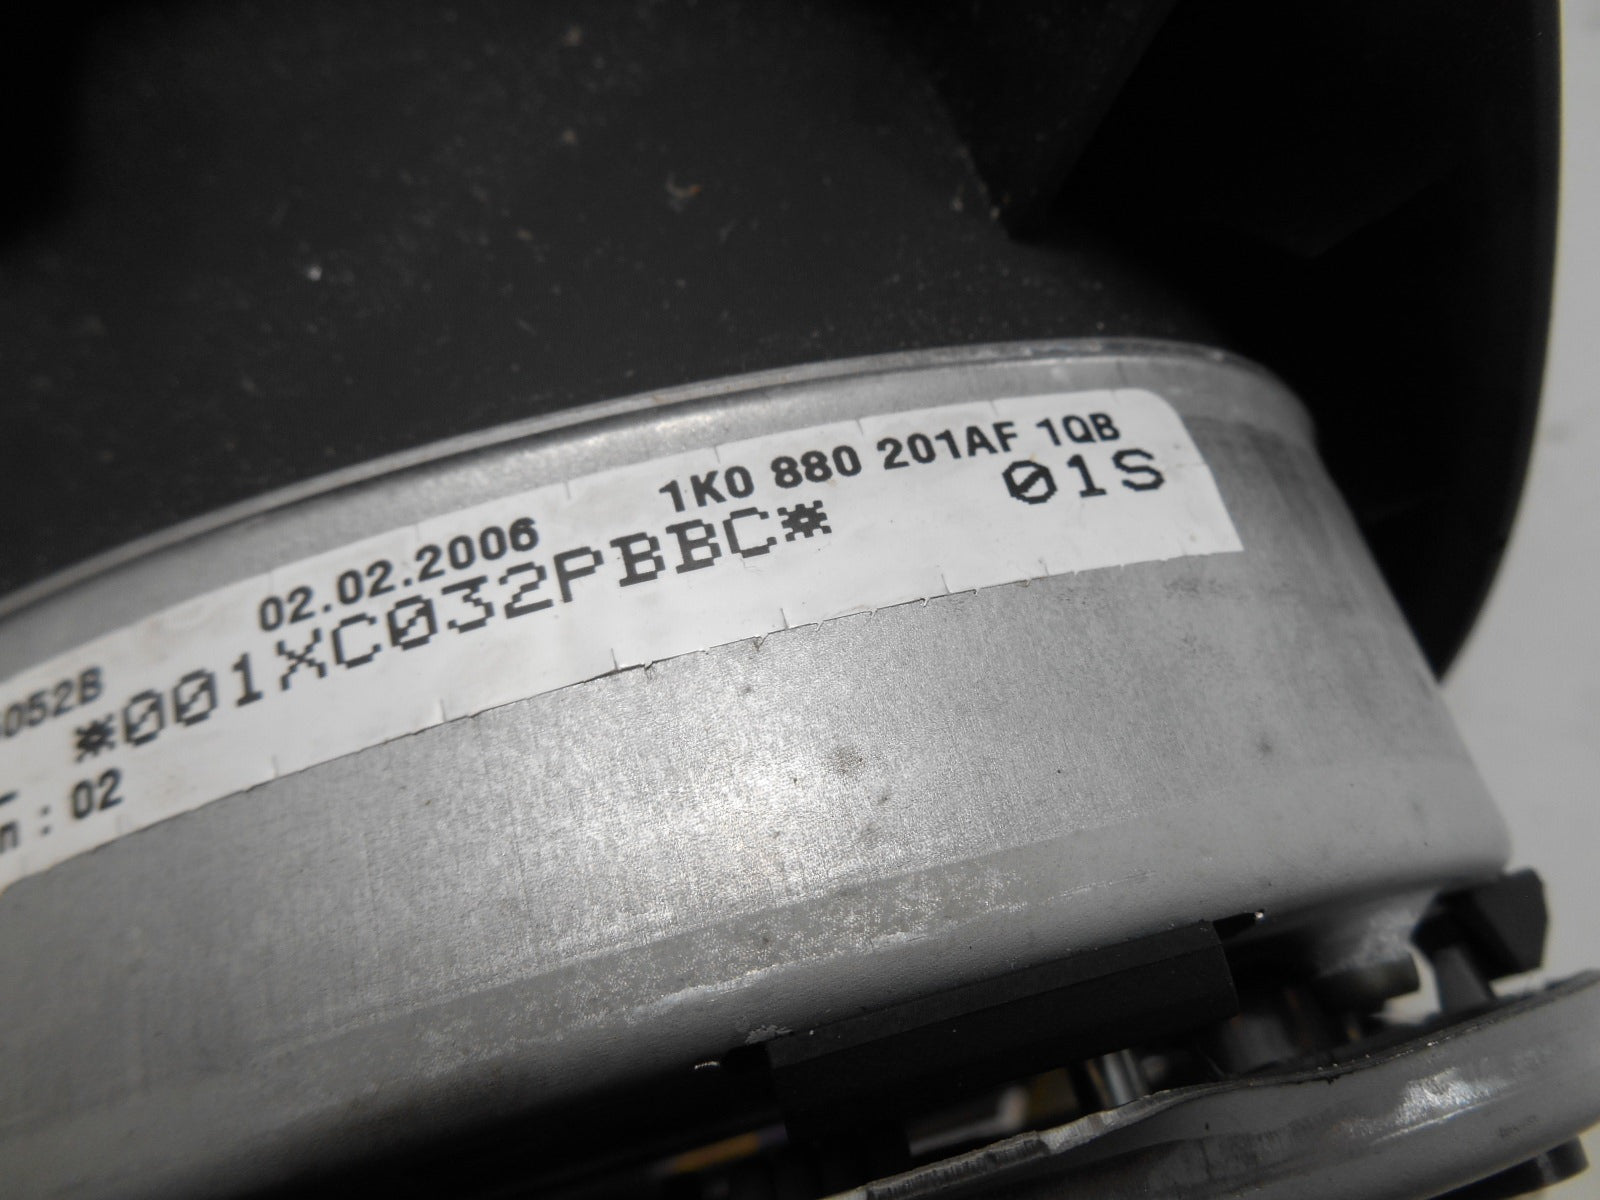 02.02.2006 1K0 880 201AF 1QB
052B *001XC032PBBC* 01S
: 02